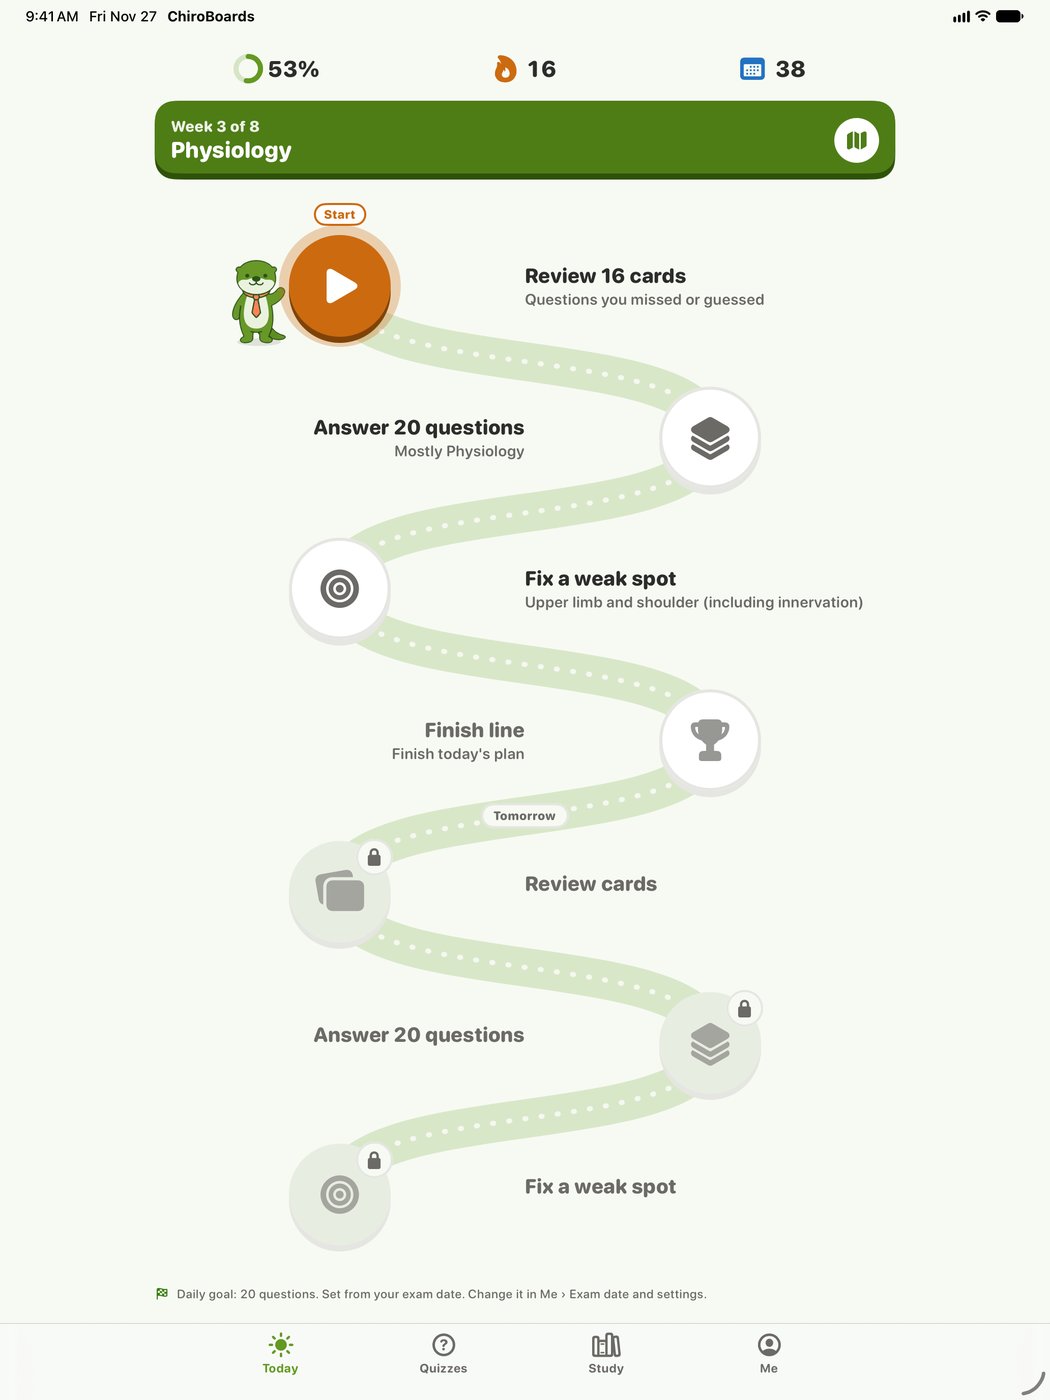 9:41 AM Fri Nov 27 ChiroBoards
53%
16
38
Week 3 of 8
Physiology
Start
Review 16 cards
Questions you missed or guessed
Answer 20 questions
Mostly Physiology
Fix a weak spot
Upper limb and shoulder (including innervation)
Finish line
Finish today's plan
Tomorrow
Review cards
Answer 20 questions
Fix a weak spot
Daily goal: 20 questions. Set from your exam date. Change it in Me › Exam date and settings.
Today
Quizzes
Study
Me